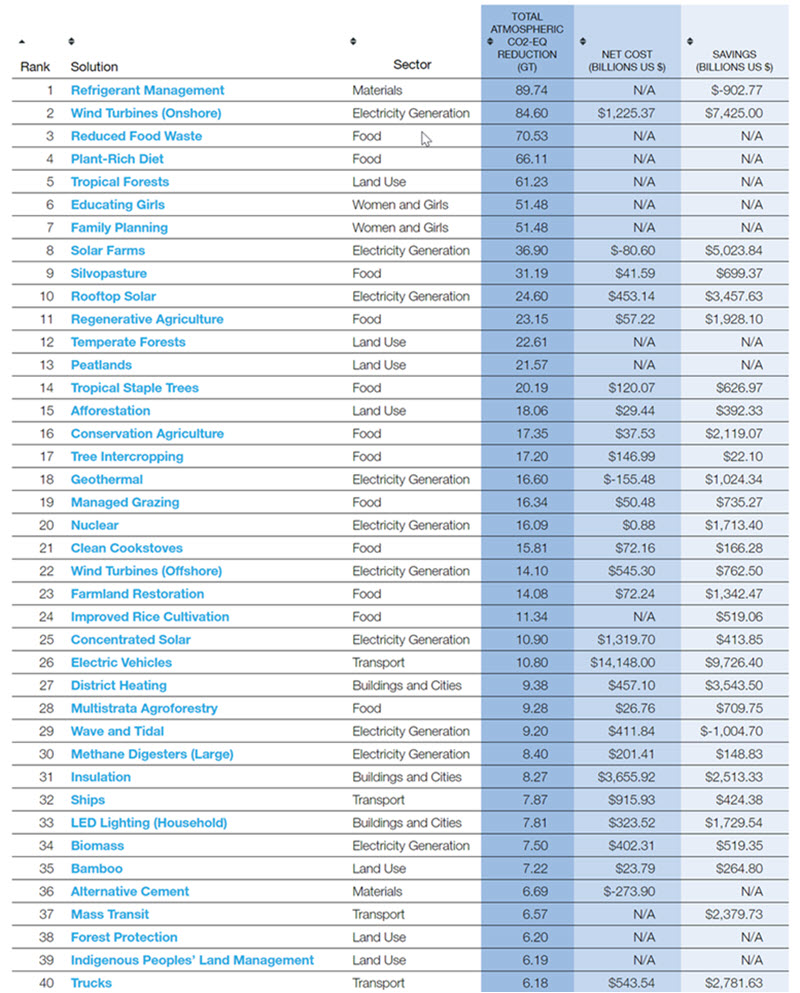 Rank Solution Sector TOTAL ATMOSPHERIC CO2-EQ REDUCTION (GT) NET COST (BILLIONS US $) SAVINGS (BILLIONS US $)
1 Refrigerant Management Materials 89.74 N/A $-902.77
2 Wind Turbines (Onshore) Electricity Generation 84.60 $1,225.37 $7,425.00
3 Reduced Food Waste Food 70.53 N/A N/A
4 Plant-Rich Diet Food 66.11 N/A N/A
5 Tropical Forests Land Use 61.23 N/A N/A
6 Educating Girls Women and Girls 51.48 N/A N/A
7 Family Planning Women and Girls 51.48 N/A N/A
8 Solar Farms Electricity Generation 36.90 $-80.60 $5,023.84
9 Silvopasture Food 31.19 $41.59 $699.37
10 Rooftop Solar Electricity Generation 24.60 $453.14 $3,457.63
11 Regenerative Agriculture Food 23.15 $57.22 $1,928.10
12 Temperate Forests Land Use 22.61 N/A N/A
13 Peatlands Land Use 21.57 N/A N/A
14 Tropical Staple Trees Food 20.19 $120.07 $626.97
15 Afforestation Land Use 18.06 $29.44 $392.33
16 Conservation Agriculture Food 17.35 $37.53 $2,119.07
17 Tree Intercropping Food 17.20 $146.99 $22.10
18 Geothermal Electricity Generation 16.60 $-155.48 $1,024.34
19 Managed Grazing Food 16.34 $50.48 $735.27
20 Nuclear Electricity Generation 16.09 $0.88 $1,713.40
21 Clean Cookstoves Food 15.81 $72.16 $166.28
22 Wind Turbines (Offshore) Electricity Generation 14.10 $545.30 $762.50
23 Farmland Restoration Food 14.08 $72.24 $1,342.47
24 Improved Rice Cultivation Food 11.34 N/A $519.06
25 Concentrated Solar Electricity Generation 10.90 $1,319.70 $413.85
26 Electric Vehicles Transport 10.80 $14,148.00 $9,726.40
27 District Heating Buildings and Cities 9.38 $457.10 $3,543.50
28 Multistrata Agroforestry Food 9.28 $26.76 $709.75
29 Wave and Tidal Electricity Generation 9.20 $411.84 $-1,004.70
30 Methane Digesters (Large) Electricity Generation 8.40 $201.41 $148.83
31 Insulation Buildings and Cities 8.27 $3,655.92 $2,513.33
32 Ships Transport 7.87 $915.93 $424.38
33 LED Lighting (Household) Buildings and Cities 7.81 $323.52 $1,729.54
34 Biomass Electricity Generation 7.50 $402.31 $519.35
35 Bamboo Land Use 7.22 $23.79 $264.80
36 Alternative Cement Materials 6.69 $-273.90 N/A
37 Mass Transit Transport 6.57 N/A $2,379.73
38 Forest Protection Land Use 6.20 N/A N/A
39 Indigenous Peoples' Land Management Land Use 6.19 N/A N/A
40 Trucks Transport 6.18 $543.54 $2,781.63